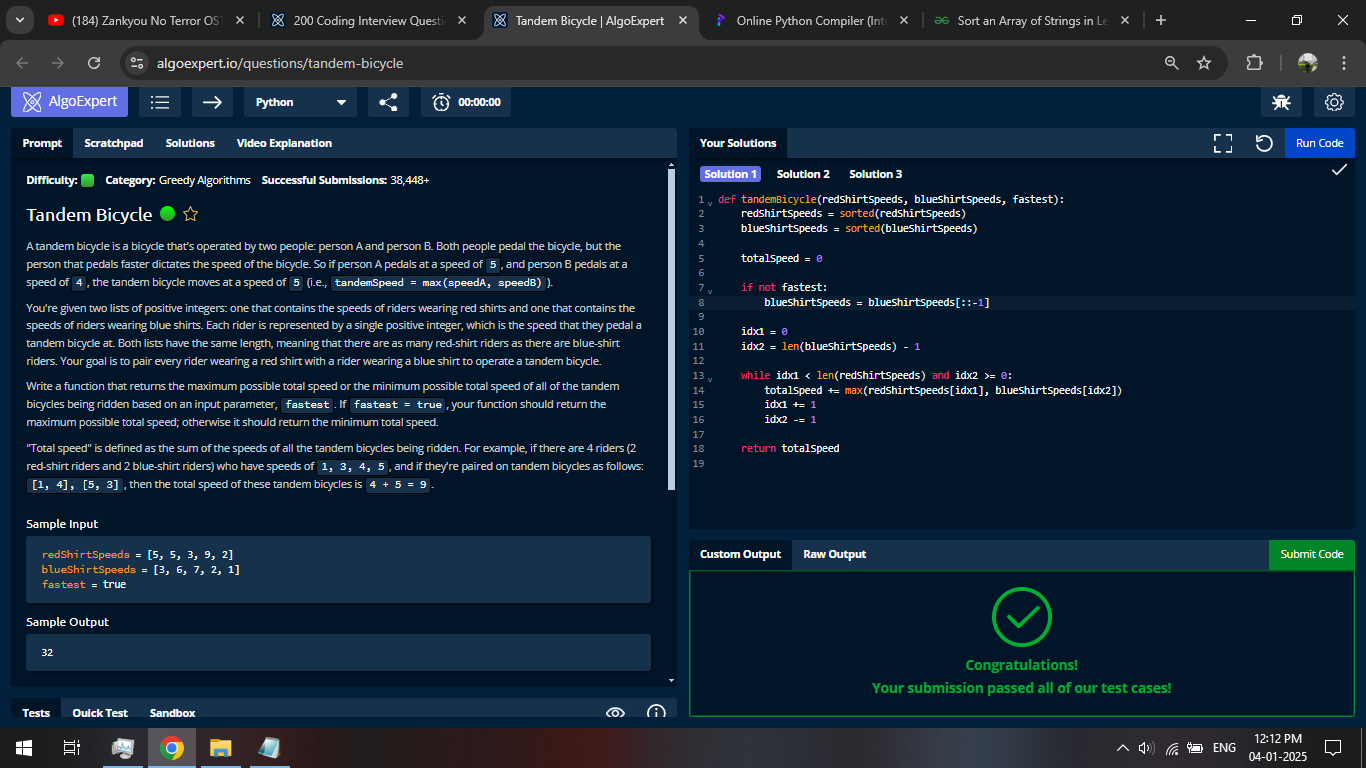 (184) Zankyou No Terror OST
200 Coding Interview Questi
Tandem Bicycle | AlgoExpert
Online Python Compiler (Inte
Sort an Array of Strings in Le
algoexpert.io/questions/tandem-bicycle
AlgoExpert
Python
00:00:00
Prompt Scratchpad Solutions Video Explanation
Difficulty: Category: Greedy Algorithms Successful Submissions: 38,448+
Tandem Bicycle
A tandem bicycle is a bicycle that's operated by two people: person A and person B. Both people pedal the bicycle, but the
person that pedals faster dictates the speed of the bicycle. So if person A pedals at a speed of 5, and person B pedals at a
speed of 4, the tandem bicycle moves at a speed of 5 (i.e., tandemSpeed = max(speedA, speedB)).
You're given two lists of positive integers: one that contains the speeds of riders wearing red shirts and one that contains the
speeds of riders wearing blue shirts. Each rider is represented by a single positive integer, which is the speed that they pedal a
tandem bicycle at. Both lists have the same length, meaning that there are as many red-shirt riders as there are blue-shirt
riders. Your goal is to pair every rider wearing a red shirt with a rider wearing a blue shirt to operate a tandem bicycle.
Write a function that returns the maximum possible total speed or the minimum possible total speed of all of the tandem
bicycles being ridden based on an input parameter, fastest. If fastest = true, your function should return the
maximum possible total speed; otherwise it should return the minimum total speed.
"Total speed" is defined as the sum of the speeds of all the tandem bicycles being ridden. For example, if there are 4 riders (2
red-shirt riders and 2 blue-shirt riders) who have speeds of 1, 3, 4, 5, and if they're paired on tandem bicycles as follows:
[1, 4], [5, 3], then the total speed of these tandem bicycles is 4 + 5 = 9.
Sample Input
redShirtSpeeds = [5, 5, 3, 9, 2]
blueShirtSpeeds = [3, 6, 7, 2, 1]
fastest = true
Sample Output
32
Tests Quick Test Sandbox
Your Solutions
Run Code
Solution 1 Solution 2 Solution 3
1 def tandemBicycle(redShirtSpeeds, blueShirtSpeeds, fastest):
2 redShirtSpeeds = sorted(redShirtSpeeds)
3 blueShirtSpeeds = sorted(blueShirtSpeeds)
4
5 totalSpeed = 0
6
7 if not fastest:
8 blueShirtSpeeds = blueShirtSpeeds[::-1]
9
10 idx1 = 0
11 idx2 = len(blueShirtSpeeds) - 1
12
13 while idx1 < len(redShirtSpeeds) and idx2 >= 0:
14 totalSpeed += max(redShirtSpeeds[idx1], blueShirtSpeeds[idx2])
15 idx1 += 1
16 idx2 -= 1
17
18 return totalSpeed
19
Custom Output Raw Output
Submit Code
Congratulations!
Your submission passed all of our test cases!
ENG
12:12 PM
04-01-2025